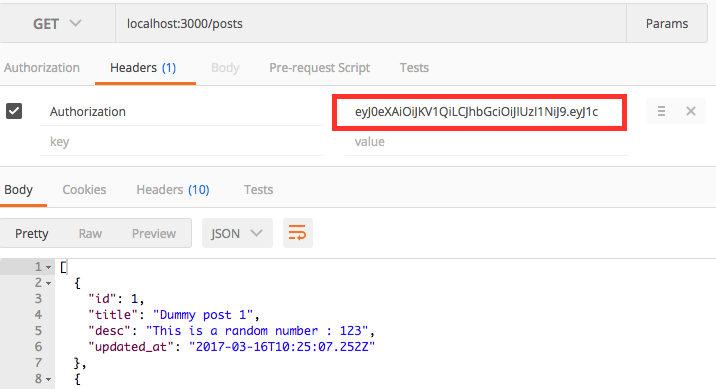 GET localhost:3000/posts Params
Authorization Headers (1) Body Pre-request Script Tests
Authorization eyJ0eXAiOiJKV1QiLCJhbGciOiJIUzI1NiJ9.eyJ1c
key value
Body Cookies Headers (10) Tests
Pretty Raw Preview JSON
1 [
2 {
3 "id": 1,
4 "title": "Dummy post 1",
5 "desc": "This is a random number : 123",
6 "updated_at": "2017-03-16T10:25:07.252Z"
7 },
8 {